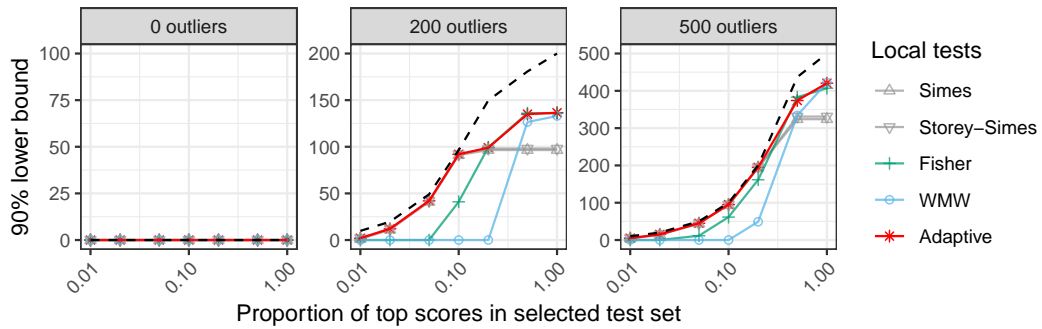 0 outliers
200 outliers
500 outliers
90% lower bound
100
75
50
25
0
200
150
100
50
0
500
400
300
200
100
0
0.01
0.10
1.00
0.01
0.10
1.00
0.01
0.10
1.00
Proportion of top scores in selected test set
Local tests
Simes
Storey−Simes
Fisher
WMW
Adaptive